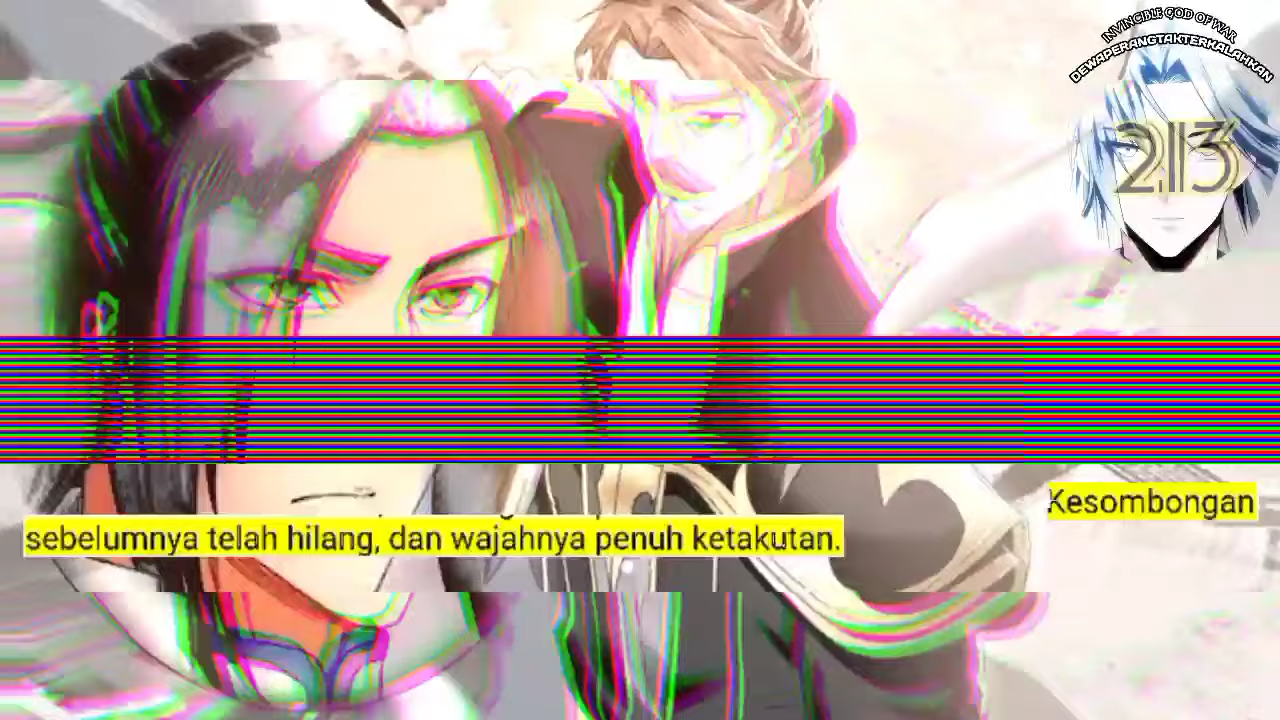 INVINCIBLE GOD OF WAR
DEWAPERANGTAKTERKALAHKAN
213
Kesombongan
sebelumnya telah hilang, dan wajahnya penuh ketakutan.